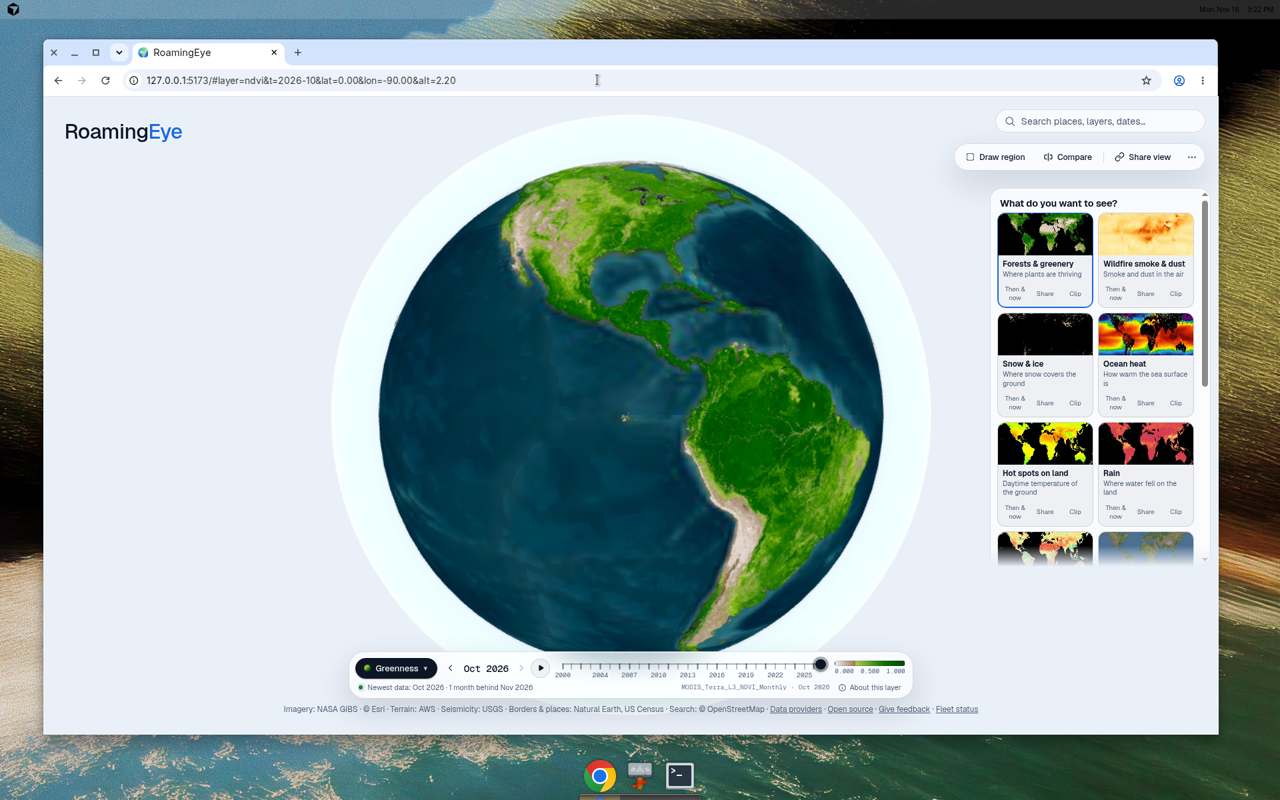 Mon Nov 16 9:22 PM
RoamingEye
127.0.0.1:5173/#layer=ndvi&t=2026-10&lat=0.00&lon=-90.00&alt=2.20
RoamingEye
Search places, layers, dates...
Draw region
Compare
Share view
What do you want to see?
Forests & greenery
Where plants are thriving
Then & now
Share
Clip
Wildfire smoke & dust
Smoke and dust in the air
Then & now
Share
Clip
Snow & ice
Where snow covers the
ground
Then & now
Share
Clip
Ocean heat
How warm the sea surface
is
Then & now
Share
Clip
Hot spots on land
Daytime temperature of
the ground
Then & now
Share
Clip
Rain
Where water fell on the
land
Then & now
Share
Clip
Greenness
Oct 2026
2000 2004 2007 2010 2013 2016 2019 2022 2025
0.000 0.500 1.000
Newest data: Oct 2026 · 1 month behind Nov 2026
MODIS_Terra_L3_NDVI_Monthly · Oct 2026
About this layer
Imagery: NASA GIBS · © Esri · Terrain: AWS · Seismicity: USGS · Borders & places: Natural Earth, US Census · Search: © OpenStreetMap · Data providers · Open source · Give feedback · Fleet status